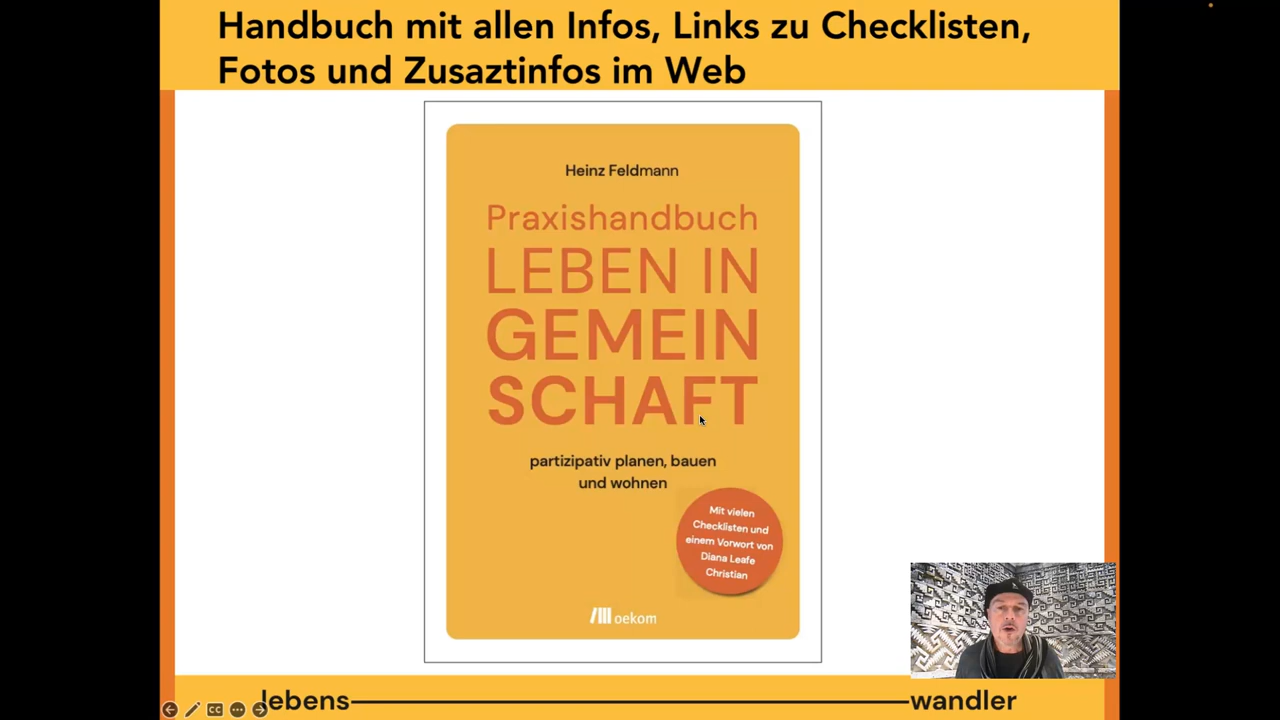 Handbuch mit allen Infos, Links zu Checklisten,
Fotos und Zusaztinfos im Web
Heinz Feldmann
Praxishandbuch
LEBEN IN
GEMEIN
SCHAFT
partizipativ planen, bauen
und wohnen
Mit vielen
Checklisten und
einem Vorwort von
Diana Leafe
Christian
oekom
lebens wandler
CC